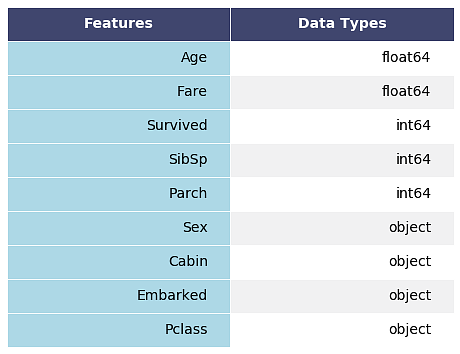 Features Data Types
Age float64
Fare float64
Survived int64
SibSp int64
Parch int64
Sex object
Cabin object
Embarked object
Pclass object